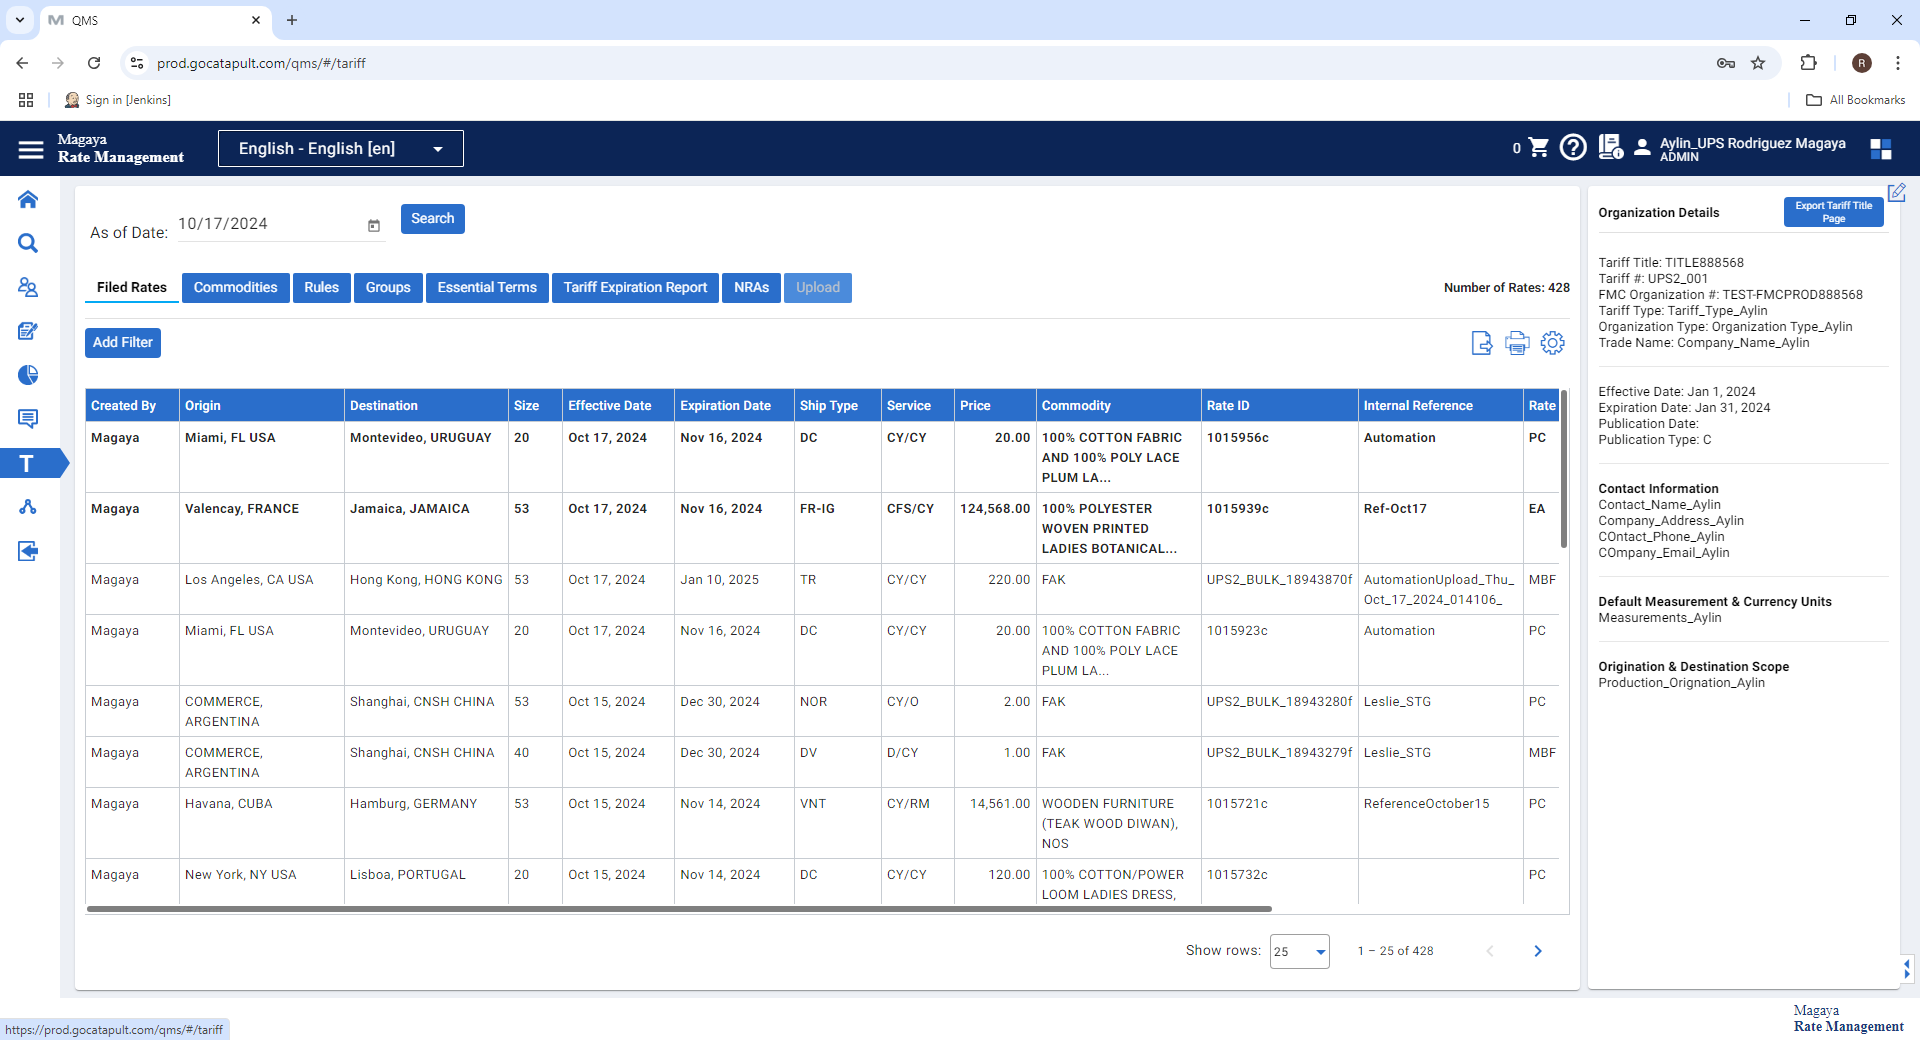 QMS
prod.gocatapult.com/qms/#/tariff
R
Sign in [Jenkins]
All Bookmarks
Magaya
Rate Management
English - English [en]
0
Aylin_UPS Rodriguez Magaya
ADMIN
As of Date: 10/17/2024 Search
Filed Rates Commodities Rules Groups Essential Terms Tariff Expiration Report NRAs Upload
Number of Rates: 428
Add Filter
Created By Origin Destination Size Effective Date Expiration Date Ship Type Service Price Commodity Rate ID Internal Reference Rate
Magaya Miami, FL USA Montevideo, URUGUAY 20 Oct 17, 2024 Nov 16, 2024 DC CY/CY 20.00 100% COTTON FABRIC 1015956c Automation PC
AND 100% POLY LACE
PLUM LA...
Magaya Valencay, FRANCE Jamaica, JAMAICA 53 Oct 17, 2024 Nov 16, 2024 FR-IG CFS/CY 124,568.00 100% POLYESTER 1015939c Ref-Oct17 EA
WOVEN PRINTED
LADIES BOTANICAL...
Magaya Los Angeles, CA USA Hong Kong, HONG KONG 53 Oct 17, 2024 Jan 10, 2025 TR CY/CY 220.00 FAK UPS2_BULK_18943870f AutomationUpload_Thu_ MBF
Oct_17_2024_014106_
Magaya Miami, FL USA Montevideo, URUGUAY 20 Oct 17, 2024 Nov 16, 2024 DC CY/CY 20.00 100% COTTON FABRIC 1015923c Automation PC
AND 100% POLY LACE
PLUM LA...
Magaya COMMERCE, Shanghai, CNSH CHINA 53 Oct 15, 2024 Dec 30, 2024 NOR CY/O 2.00 FAK UPS2_BULK_18943280f Leslie_STG PC
ARGENTINA
Magaya COMMERCE, Shanghai, CNSH CHINA 40 Oct 15, 2024 Dec 30, 2024 DV D/CY 1.00 FAK UPS2_BULK_18943279f Leslie_STG MBF
ARGENTINA
Magaya Havana, CUBA Hamburg, GERMANY 53 Oct 15, 2024 Nov 14, 2024 VNT CY/RM 14,561.00 WOODEN FURNITURE 1015721c ReferenceOctober15 PC
(TEAK WOOD DIWAN),
NOS
Magaya New York, NY USA Lisboa, PORTUGAL 20 Oct 15, 2024 Nov 14, 2024 DC CY/CY 120.00 100% COTTON/POWER 1015732c PC
LOOM LADIES DRESS,
Show rows: 25 1 – 25 of 428
Organization Details
Export Tariff Title
Page
Tariff Title: TITLE888568
Tariff #: UPS2_001
FMC Organization #: TEST-FMCPROD888568
Tariff Type: Tariff_Type_Aylin
Organization Type: Organization Type_Aylin
Trade Name: Company_Name_Aylin
Effective Date: Jan 1, 2024
Expiration Date: Jan 31, 2024
Publication Date:
Publication Type: C
Contact Information
Contact_Name_Aylin
Company_Address_Aylin
COntact_Phone_Aylin
COmpany_Email_Aylin
Default Measurement & Currency Units
Measurements_Aylin
Origination & Destination Scope
Production_Orignation_Aylin
T
https://prod.gocatapult.com/qms/#/tariff
Magaya
Rate Management